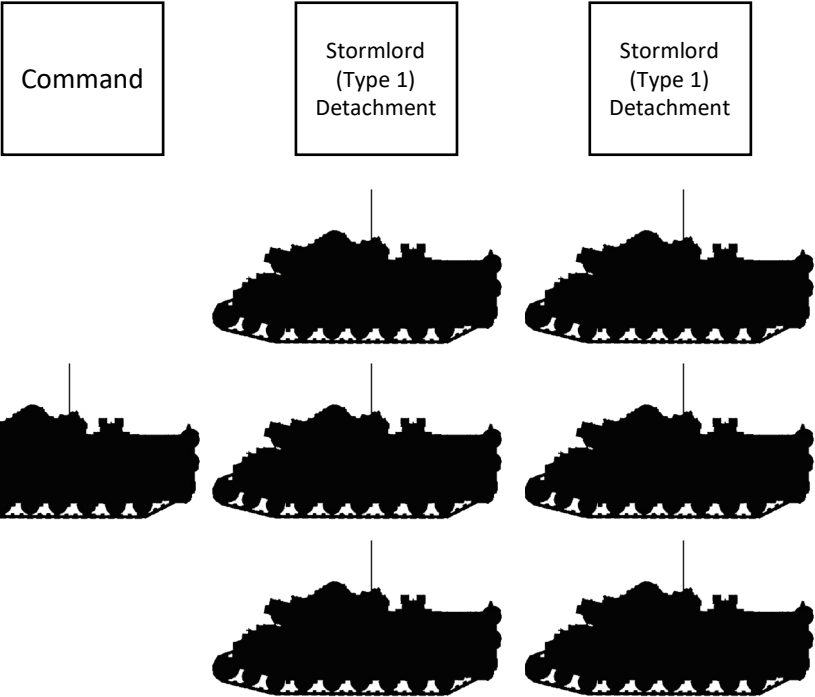 Command
Stormlord
(Type 1)
Detachment
Stormlord
(Type 1)
Detachment